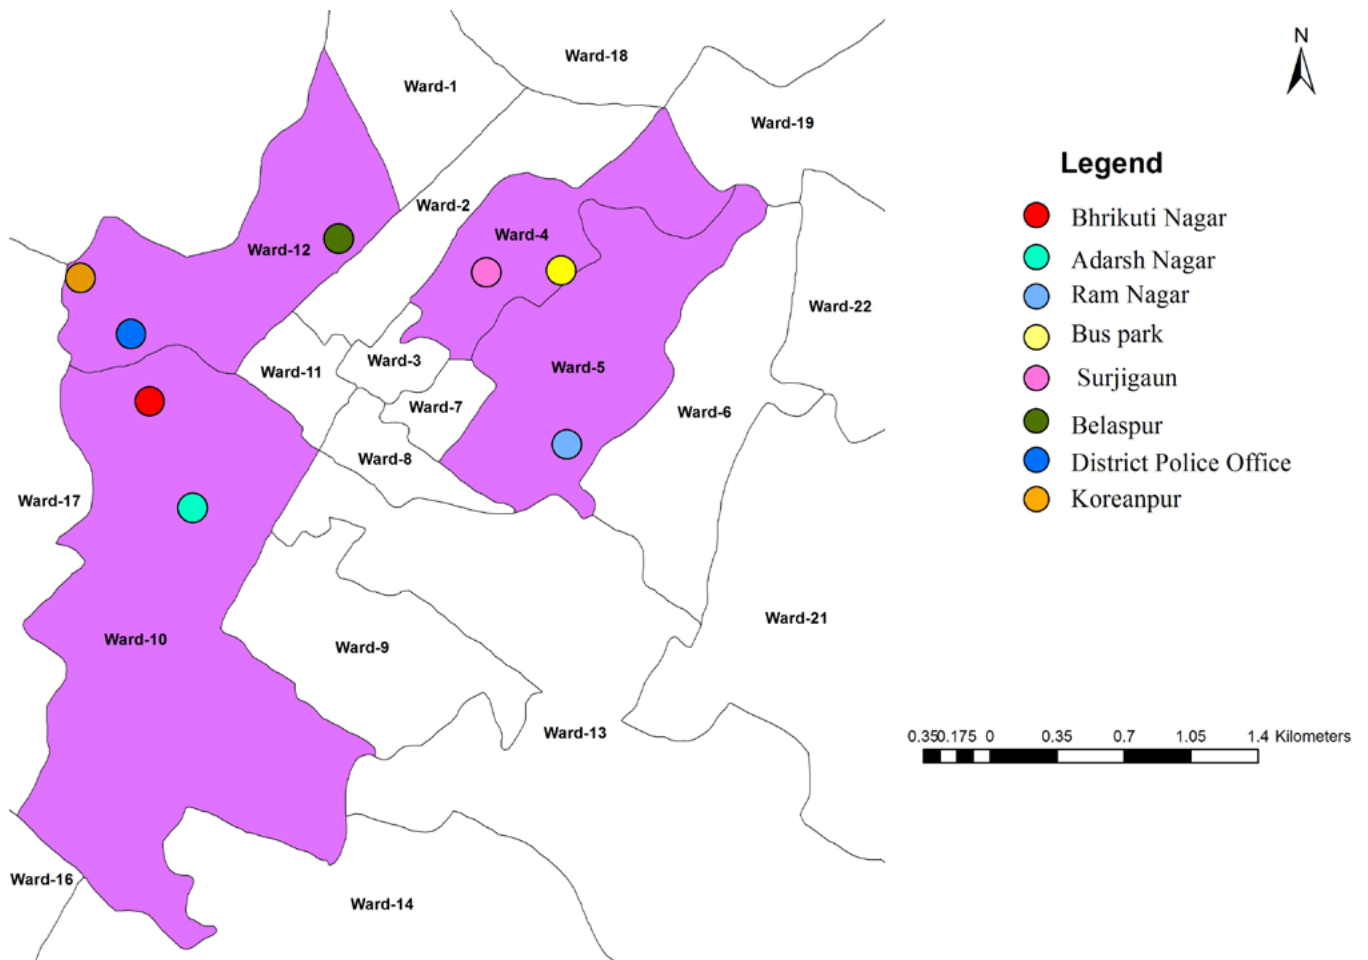 Ward-18
N
Ward-1
Ward-19
Legend
Ward-2
Bhrikuti Nagar
Ward-12
Ward-4
Adarsh Nagar
Ram Nagar
Ward-22
Bus park
Ward-3
Ward-5
Ward-11
Surjigaun
Ward-7
Ward-6
Belaspur
Ward-8
District Police Office
Ward-17
Koreanpur
Ward-21
Ward-10
Ward-9
Ward-13
0.350.175 0 0.35 0.7 1.05 1.4 Kilometers
Ward-16
Ward-14